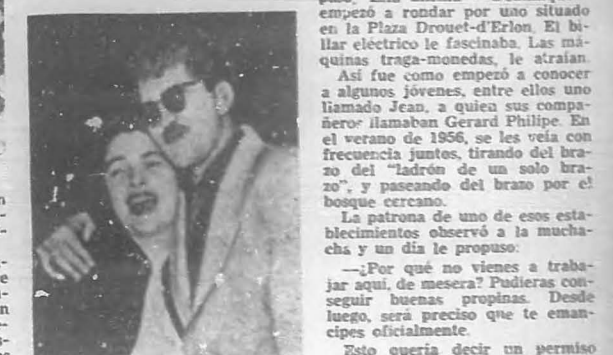 empezó a rondar por uno situado
en la Plaza Drouet-d'Erlon. El bi-
llar eléctrico le fascinaba. Las má-
quinas traga-monedas, le atraían.
Así fue como empezó a conocer
a algunos jóvenes, entre ellos uno
llamado Jean, a quien sus compa-
ñeros llamaban Gerard Philipe. En
el verano de 1956, se les veía con
frecuencia juntos, tirando del bra-
zo del "ladrón de un solo bra-
zo", y paseando del brazo por el
bosque cercano.
La patrona de uno de esos esta-
blecimientos observó a la mucha-
cha y un día le propuso:
—¿Por qué no vienes a traba-
jar aquí, de mesera? Pudieras con-
seguir buenas propinas. Desde
luego, será preciso que te eman-
cipes oficialmente.
Esto quería decir un permiso